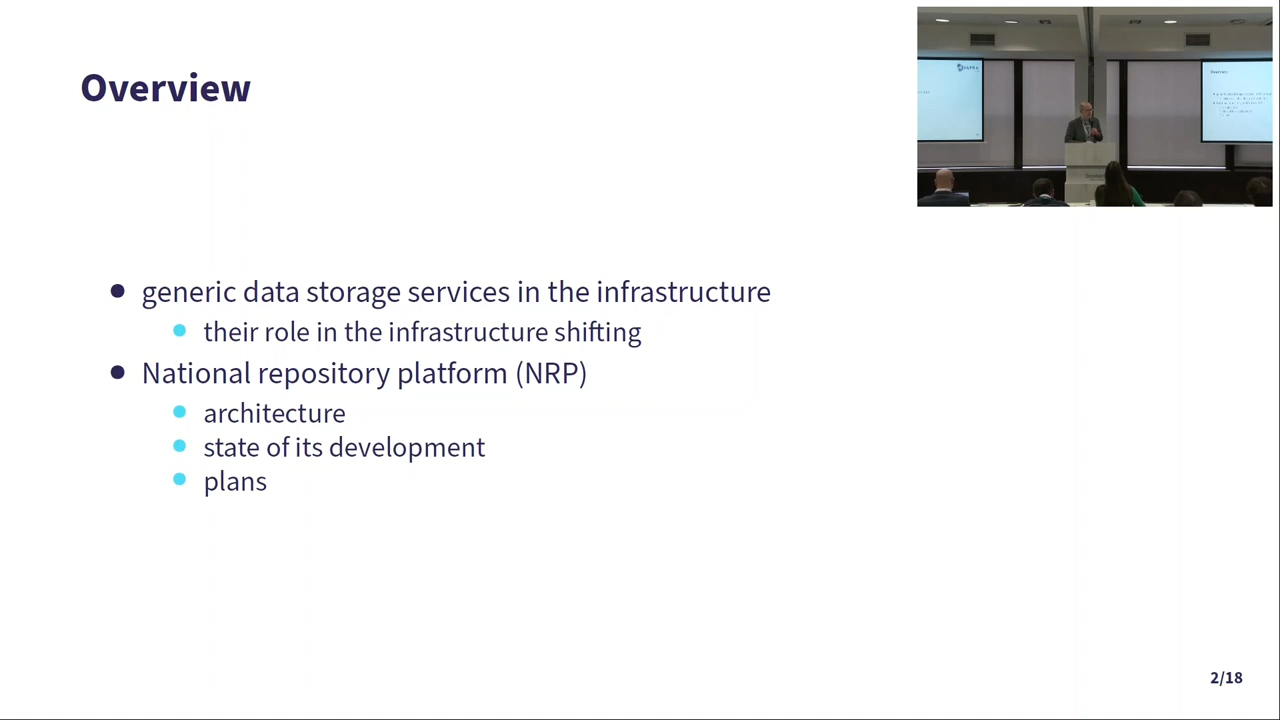 Overview
generic data storage services in the infrastructure
their role in the infrastructure shifting
National repository platform (NRP)
architecture
state of its development
plans
2/18